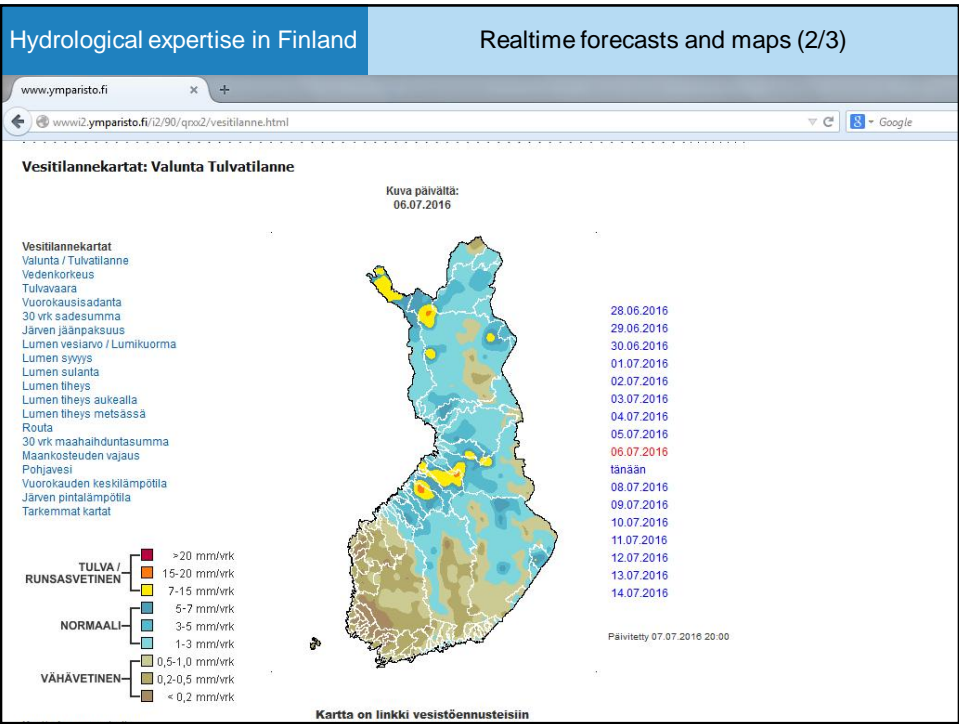 Hydrological expertise in Finland
Realtime forecasts and maps (2/3)
www.ymparisto.fi × +
wwwi2.ymparisto.fi/i2/90/qrxx2/vesitilanne.html
Google
Vesitilannekartat: Valunta Tulvatilanne
Kuva päivältä:
06.07.2016
Vesitilannekartat
Valunta / Tulvatilanne
Vedenkorkeus
Tulvavaara
Vuorokausisadanta
30 vrk sadesumma
Järven jäänpaksuus
Lumen vesiarvo / Lumikuorma
Lumen syvyys
Lumen sulanta
Lumen tiheys
Lumen tiheys aukealla
Lumen tiheys metsässä
Routa
30 vrk maahaihduntasumma
Maankosteuden vajaus
Pohjavesi
Vuorokauden keskilämpötila
Järven pintalämpötila
Tarkemmat kartat
28.06.2016
29.06.2016
30.06.2016
01.07.2016
02.07.2016
03.07.2016
04.07.2016
05.07.2016
06.07.2016
tänään
08.07.2016
09.07.2016
10.07.2016
11.07.2016
12.07.2016
13.07.2016
14.07.2016
Päivitetty 07.07.2016 20:00
TULVA /
RUNSASVETINEN
>20 mm/vrk
15-20 mm/vrk
7-15 mm/vrk
NORMAALI
5-7 mm/vrk
3-5 mm/vrk
1-3 mm/vrk
VÄHÄVETINEN
0,5-1,0 mm/vrk
0,2-0,5 mm/vrk
< 0,2 mm/vrk
Kartta on linkki vesistöennusteisiin